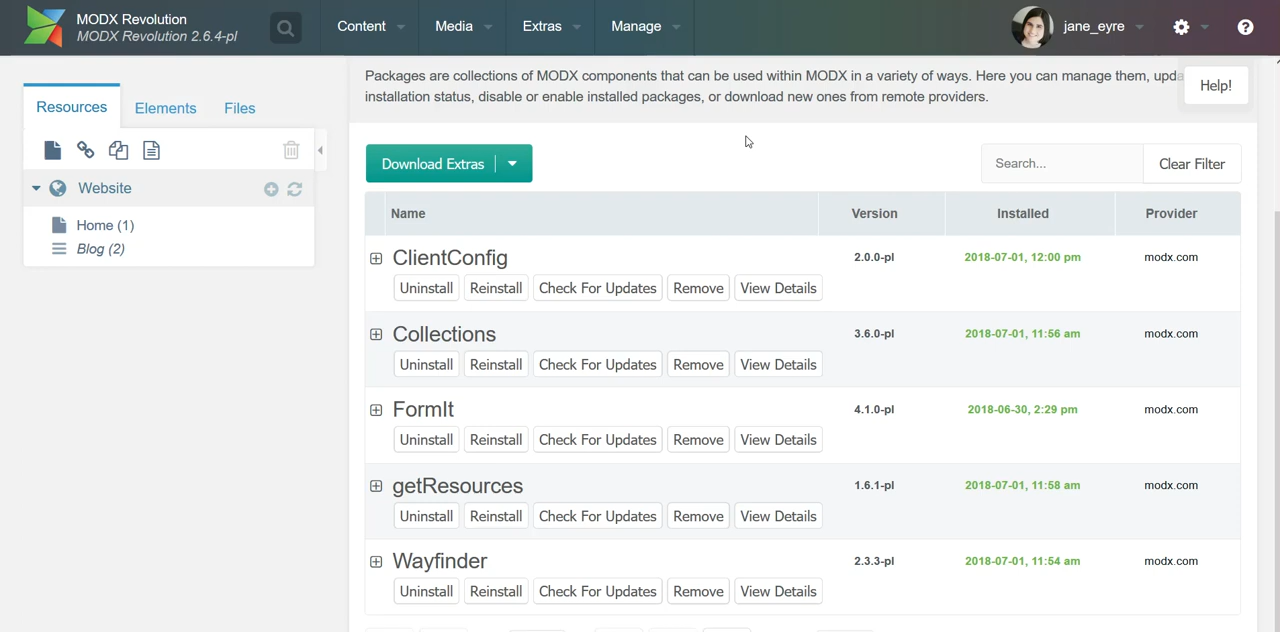 MODX Revolution
MODX Revolution 2.6.4-pl
Content
Media
Extras
Manage
jane_eyre
Resources
Elements
Files
Website
Home (1)
Blog (2)
Packages are collections of MODX components that can be used within MODX in a variety of ways. Here you can manage them,
installation status, disable or enable installed packages, or download new ones from remote providers.
Help!
Download Extras
Search...
Clear Filter
Name Version Installed Provider
ClientConfig 2.0.0-pl 2018-07-01, 12:00 pm modx.com
Uninstall Reinstall Check For Updates Remove View Details
Collections 3.6.0-pl 2018-07-01, 11:56 am modx.com
Uninstall Reinstall Check For Updates Remove View Details
FormIt 4.1.0-pl 2018-06-30, 2:29 pm modx.com
Uninstall Reinstall Check For Updates Remove View Details
getResources 1.6.1-pl 2018-07-01, 11:58 am modx.com
Uninstall Reinstall Check For Updates Remove View Details
Wayfinder 2.3.3-pl 2018-07-01, 11:54 am modx.com
Uninstall Reinstall Check For Updates Remove View Details